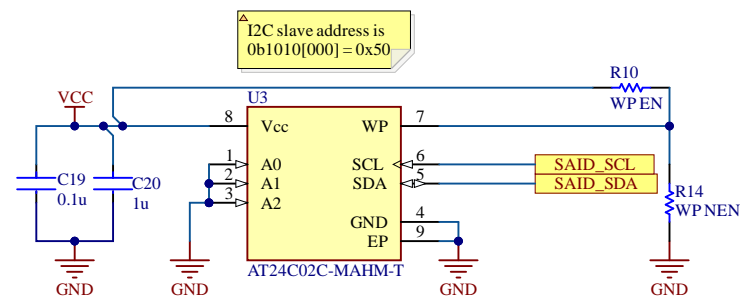 I2C slave address is
0b1010[000] = 0x50
R10
WP EN
VCC
U3
8
Vcc
WP
7
1
A0
SCL
6
SAID_SCL
2
A1
SDA
5
SAID_SDA
3
A2
C19
0.1u
C20
1u
R14
WP NEN
GND
4
EP
9
AT24C02C-MAHM-T
GND
GND
GND
GND